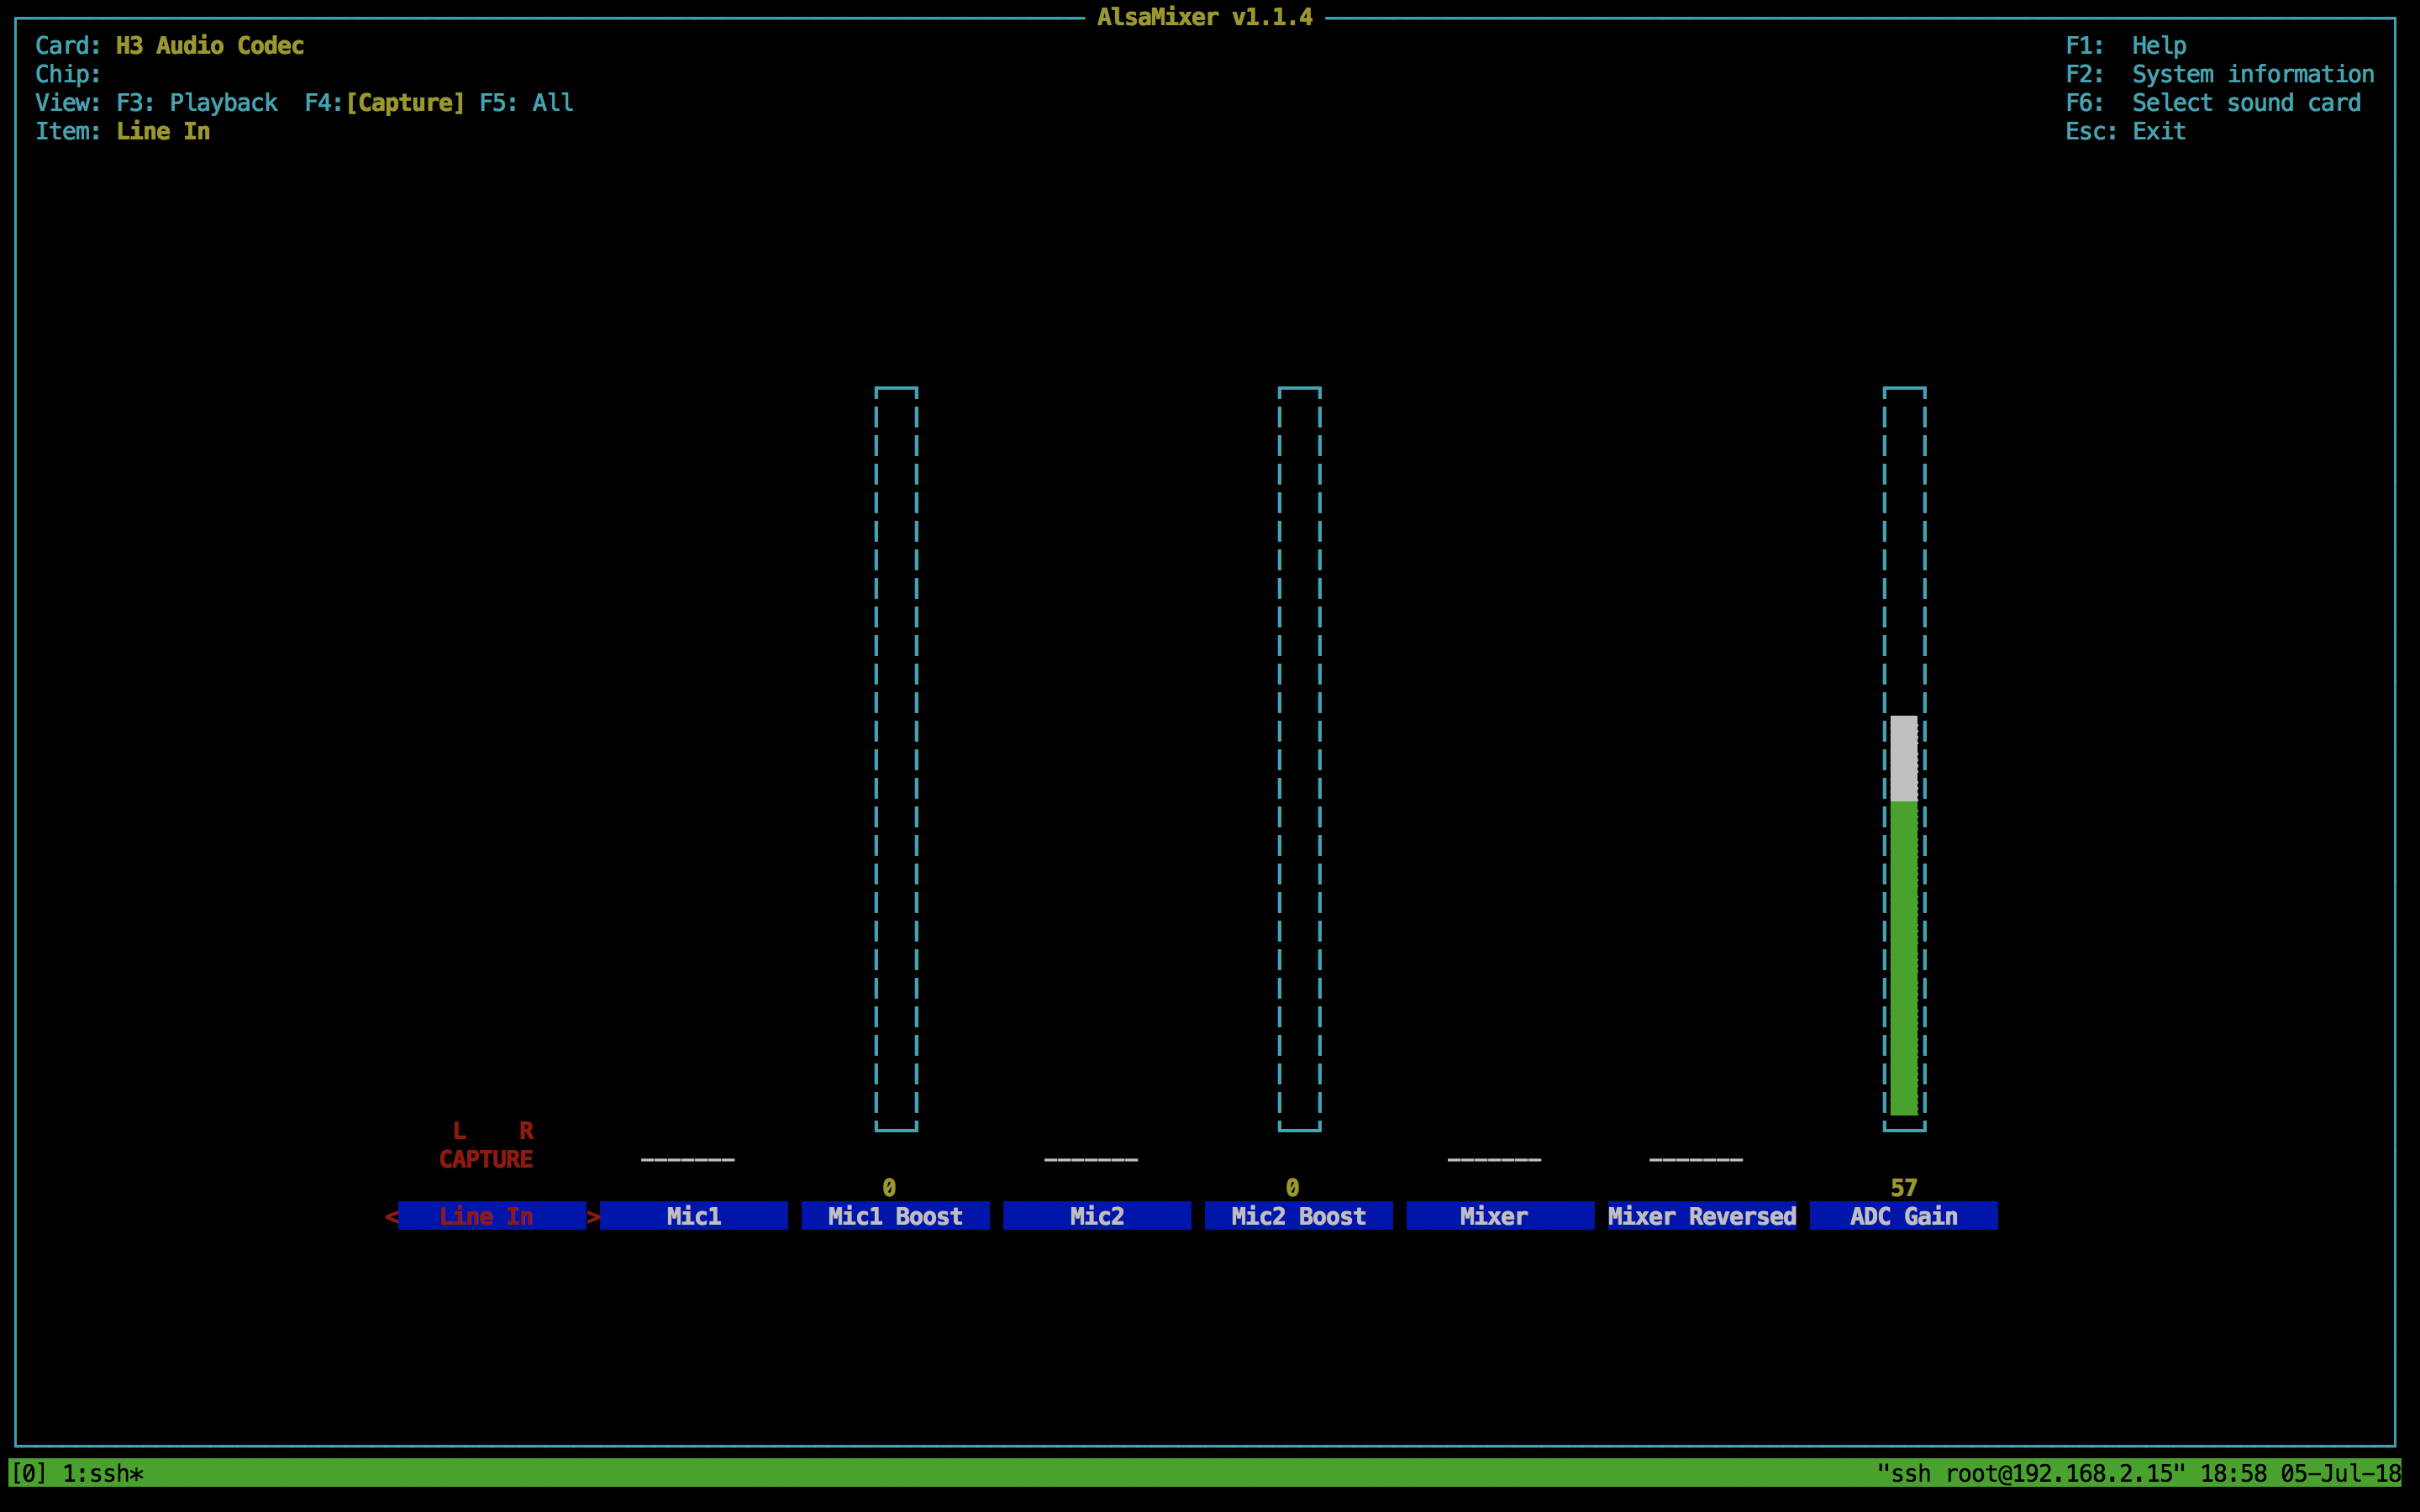 AlsaMixer v1.1.4
Card: H3 Audio Codec F1: Help
Chip: F2: System information
View: F3: Playback F4:[Capture] F5: All F6: Select sound card
Item: Line In Esc: Exit
L R
CAPTURE ------- ------- ------- -------
0 0 57
< Line In > Mic1 Mic1 Boost Mic2 Mic2 Boost Mixer Mixer Reversed ADC Gain
[0] 1:ssh* "ssh root@192.168.2.15" 18:58 05-Jul-18